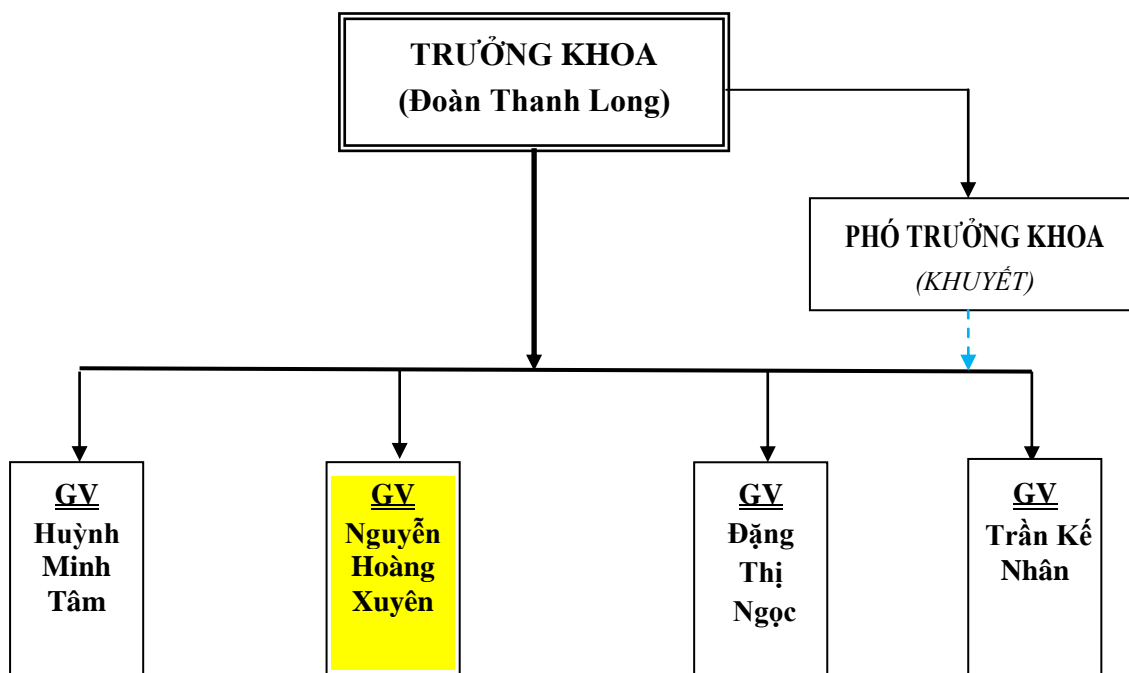 TRƯỞNG KHOA
(Đoàn Thanh Long)
PHÓ TRƯỞNG KHOA
(KHUYẾT)
GV
Huỳnh
Minh
Tâm
GV
Nguyễn
Hoàng
Xuyên
GV
Đặng
Thị
Ngọc
GV
Trần Kế
Nhân